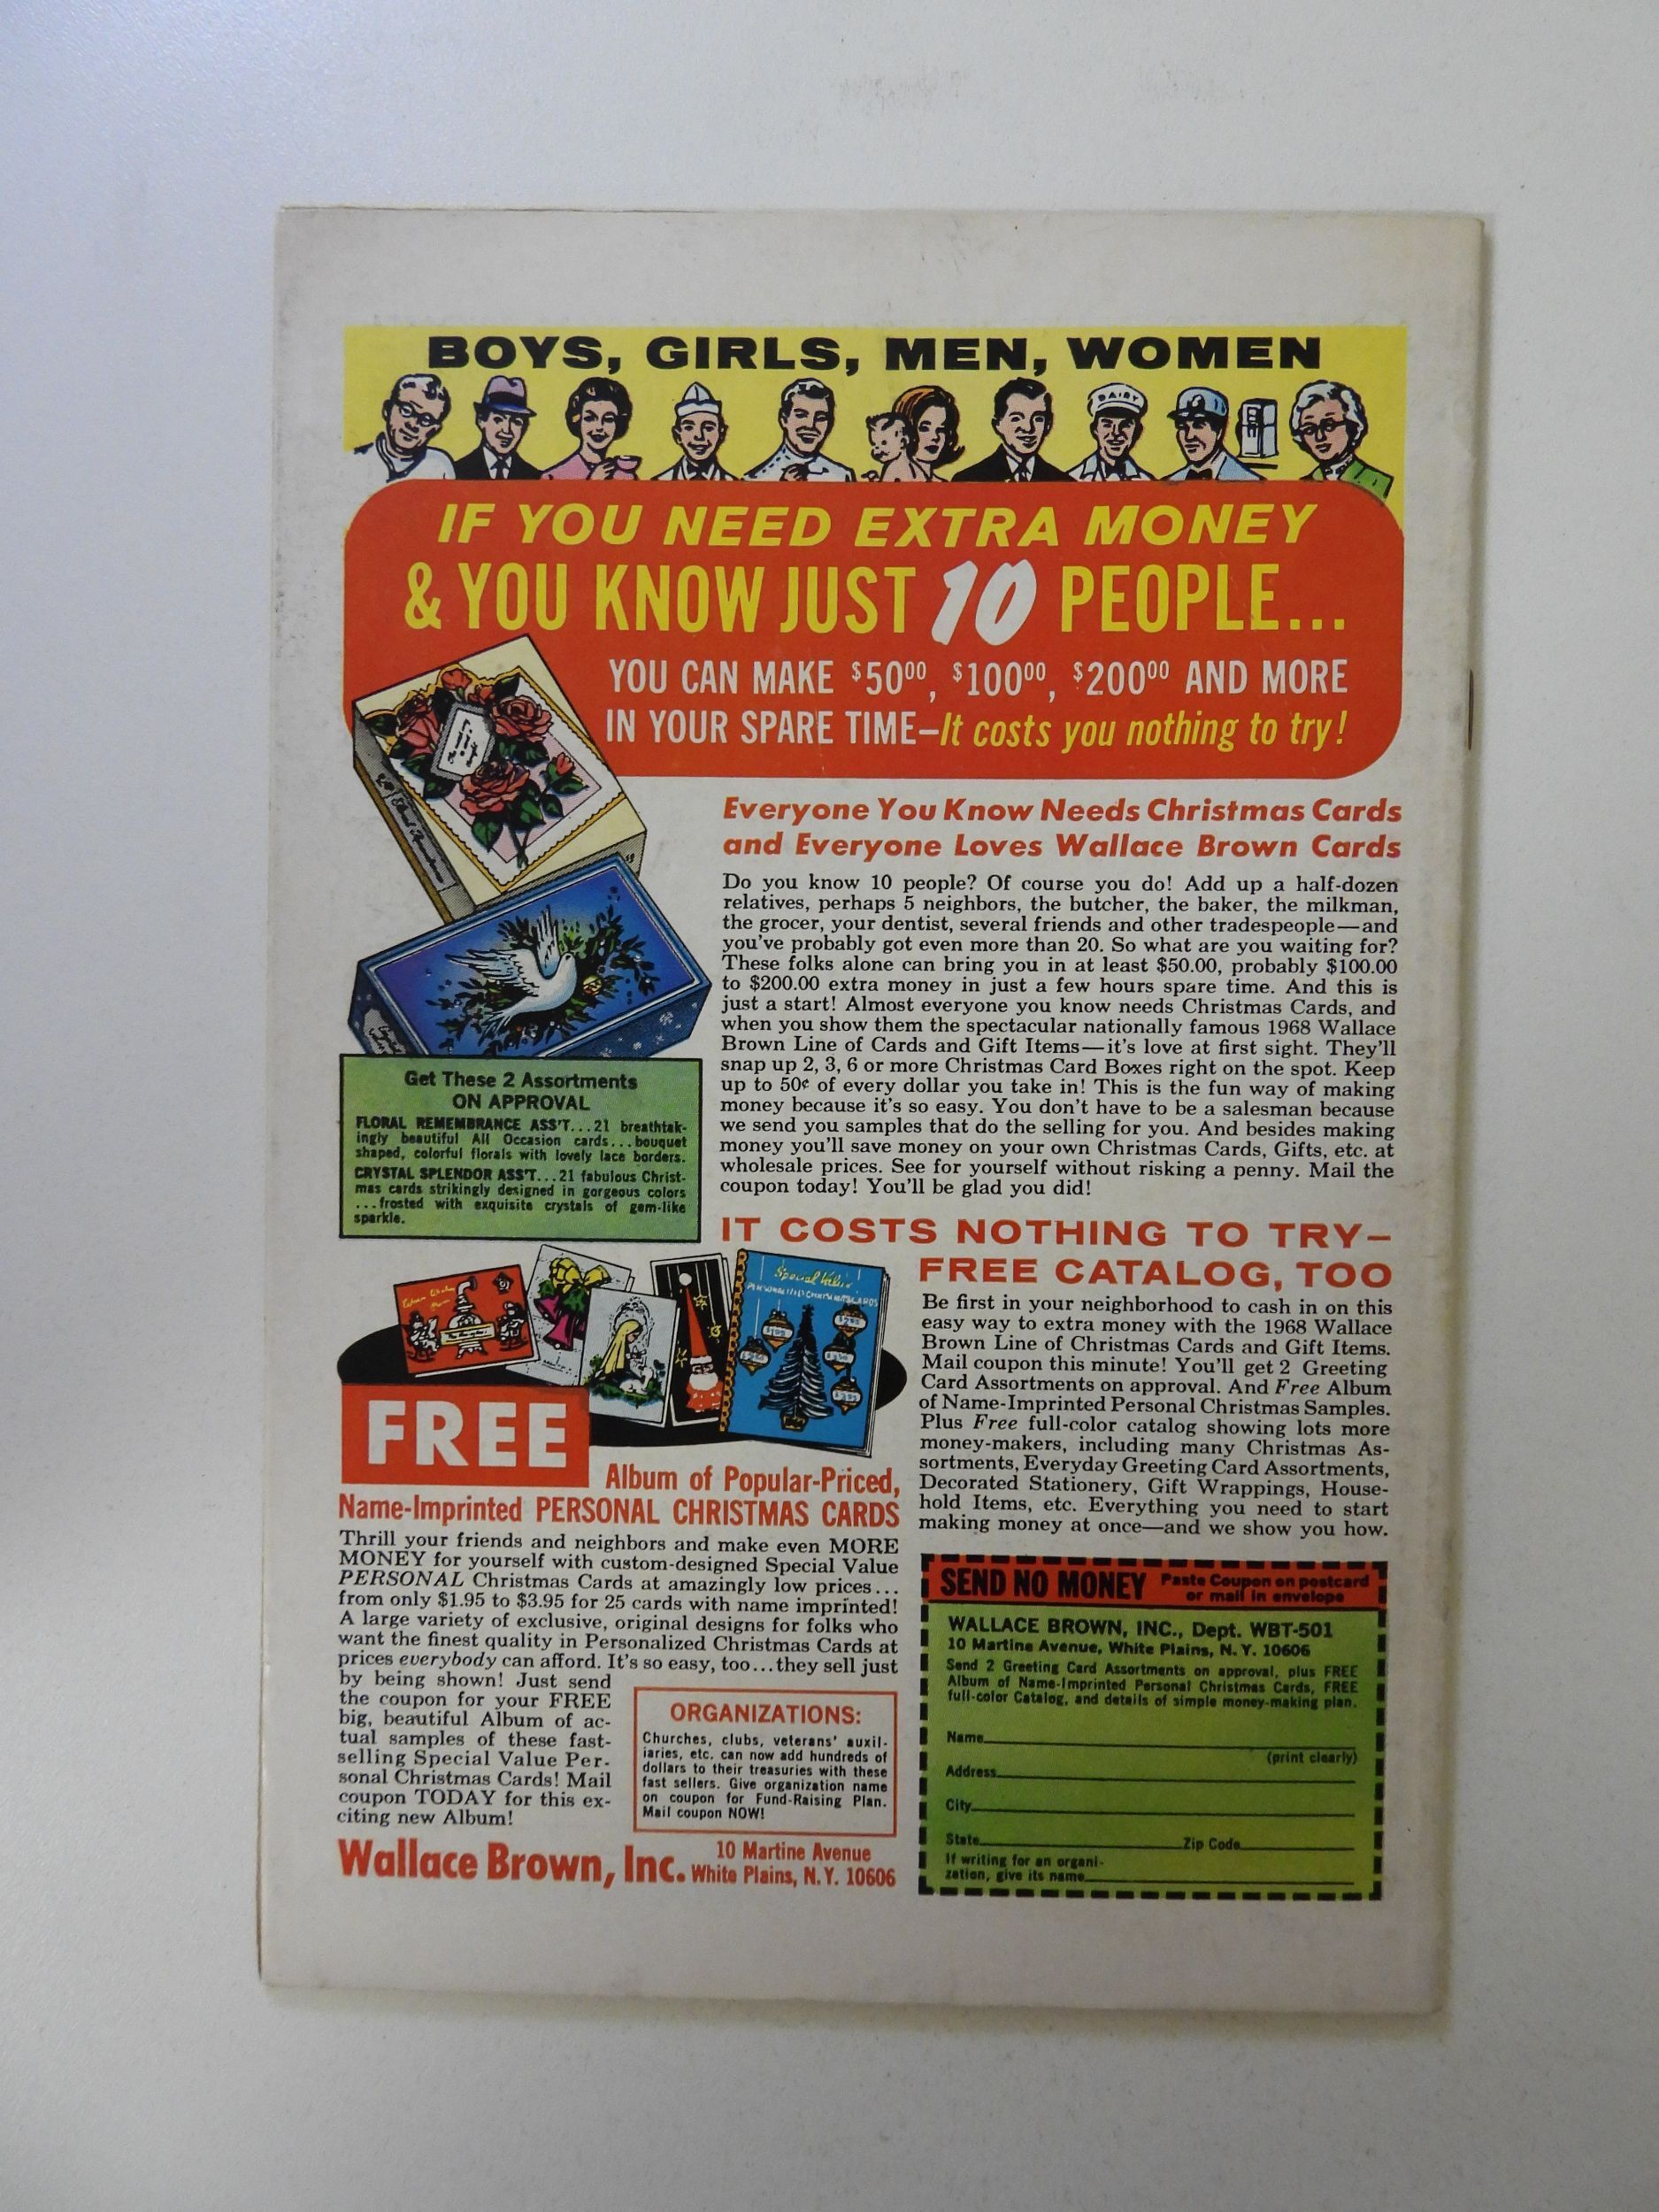 BOYS, GIRLS, MEN, WOMEN
DAIRY
IF YOU NEED EXTRA MONEY
& YOU KNOW JUST 10 PEOPLE...
YOU CAN MAKE $50⁰⁰, $100⁰⁰, $200⁰⁰ AND MORE
IN YOUR SPARE TIME—It costs you nothing to try!
Everyone You Know Needs Christmas Cards
and Everyone Loves Wallace Brown Cards
Do you know 10 people? Of course you do! Add up a half-dozen
relatives, perhaps 5 neighbors, the butcher, the baker, the milkman,
the grocer, your dentist, several friends and other tradespeople—and
you've probably got even more than 20. So what are you waiting for?
These folks alone can bring you in at least $50.00, probably $100.00
to $200.00 extra money in just a few hours spare time. And this is
just a start! Almost everyone you know needs Christmas Cards, and
when you show them the spectacular nationally famous 1968 Wallace
Brown Line of Cards and Gift Items—it's love at first sight. They'll
snap up 2, 3, 6 or more Christmas Card Boxes right on the spot. Keep
up to 50¢ of every dollar you take in! This is the fun way of making
money because it's so easy. You don't have to be a salesman because
we send you samples that do the selling for you. And besides making
money you'll save money on your own Christmas Cards, Gifts, etc. at
wholesale prices. See for yourself without risking a penny. Mail the
coupon today! You'll be glad you did!
Get These 2 Assortments
ON APPROVAL
FLORAL REMEMBRANCE ASS'T...21 breathtak-
ingly beautiful All Occasion cards...bouquet
shaped, colorful florals with lovely lace borders.
CRYSTAL SPLENDOR ASS'T...21 fabulous Christ-
mas cards strikingly designed in gorgeous colors
...frosted with exquisite crystals of gem-like
sparkle.
IT COSTS NOTHING TO TRY—
FREE CATALOG, TOO
Be first in your neighborhood to cash in on this
easy way to extra money with the 1968 Wallace
Brown Line of Christmas Cards and Gift Items.
Mail coupon this minute! You'll get 2 Greeting
Card Assortments on approval. And Free Album
of Name-Imprinted Personal Christmas Samples.
Plus Free full-color catalog showing lots more
money-makers, including many Christmas As-
sortments, Everyday Greeting Card Assortments,
Decorated Stationery, Gift Wrappings, House-
hold Items, etc. Everything you need to start
making money at once—and we show you how.
Special Value
PERSONALIZED CHRISTMAS CARDS
FREE
Album of Popular-Priced,
Name-Imprinted PERSONAL CHRISTMAS CARDS
Thrill your friends and neighbors and make even MORE
MONEY for yourself with custom-designed Special Value
PERSONAL Christmas Cards at amazingly low prices...
from only $1.95 to $3.95 for 25 cards with name imprinted!
A large variety of exclusive, original designs for folks who
want the finest quality in Personalized Christmas Cards at
prices everybody can afford. It's so easy, too...they sell just
by being shown! Just send
the coupon for your FREE
big, beautiful Album of ac-
tual samples of these fast-
selling Special Value Per-
sonal Christmas Cards! Mail
coupon TODAY for this ex-
citing new Album!
ORGANIZATIONS:
Churches, clubs, veterans' auxil-
iaries, etc. can now add hundreds of
dollars to their treasuries with these
fast sellers. Give organization name
on coupon for Fund-Raising Plan.
Mail coupon NOW!
Wallace Brown, Inc. 10 Martine Avenue
White Plains, N.Y. 10606
SEND NO MONEY Paste Coupon on postcard
or mail in envelope
WALLACE BROWN, INC., Dept. WBT-501
10 Martine Avenue, White Plains, N. Y. 10606
Send 2 Greeting Card Assortments on approval, plus FREE
Album of Name-Imprinted Personal Christmas Cards, FREE
full-color Catalog, and details of simple money-making plan.
Name
(print clearly)
Address
City
State Zip Code
If writing for an organi-
zation, give its name